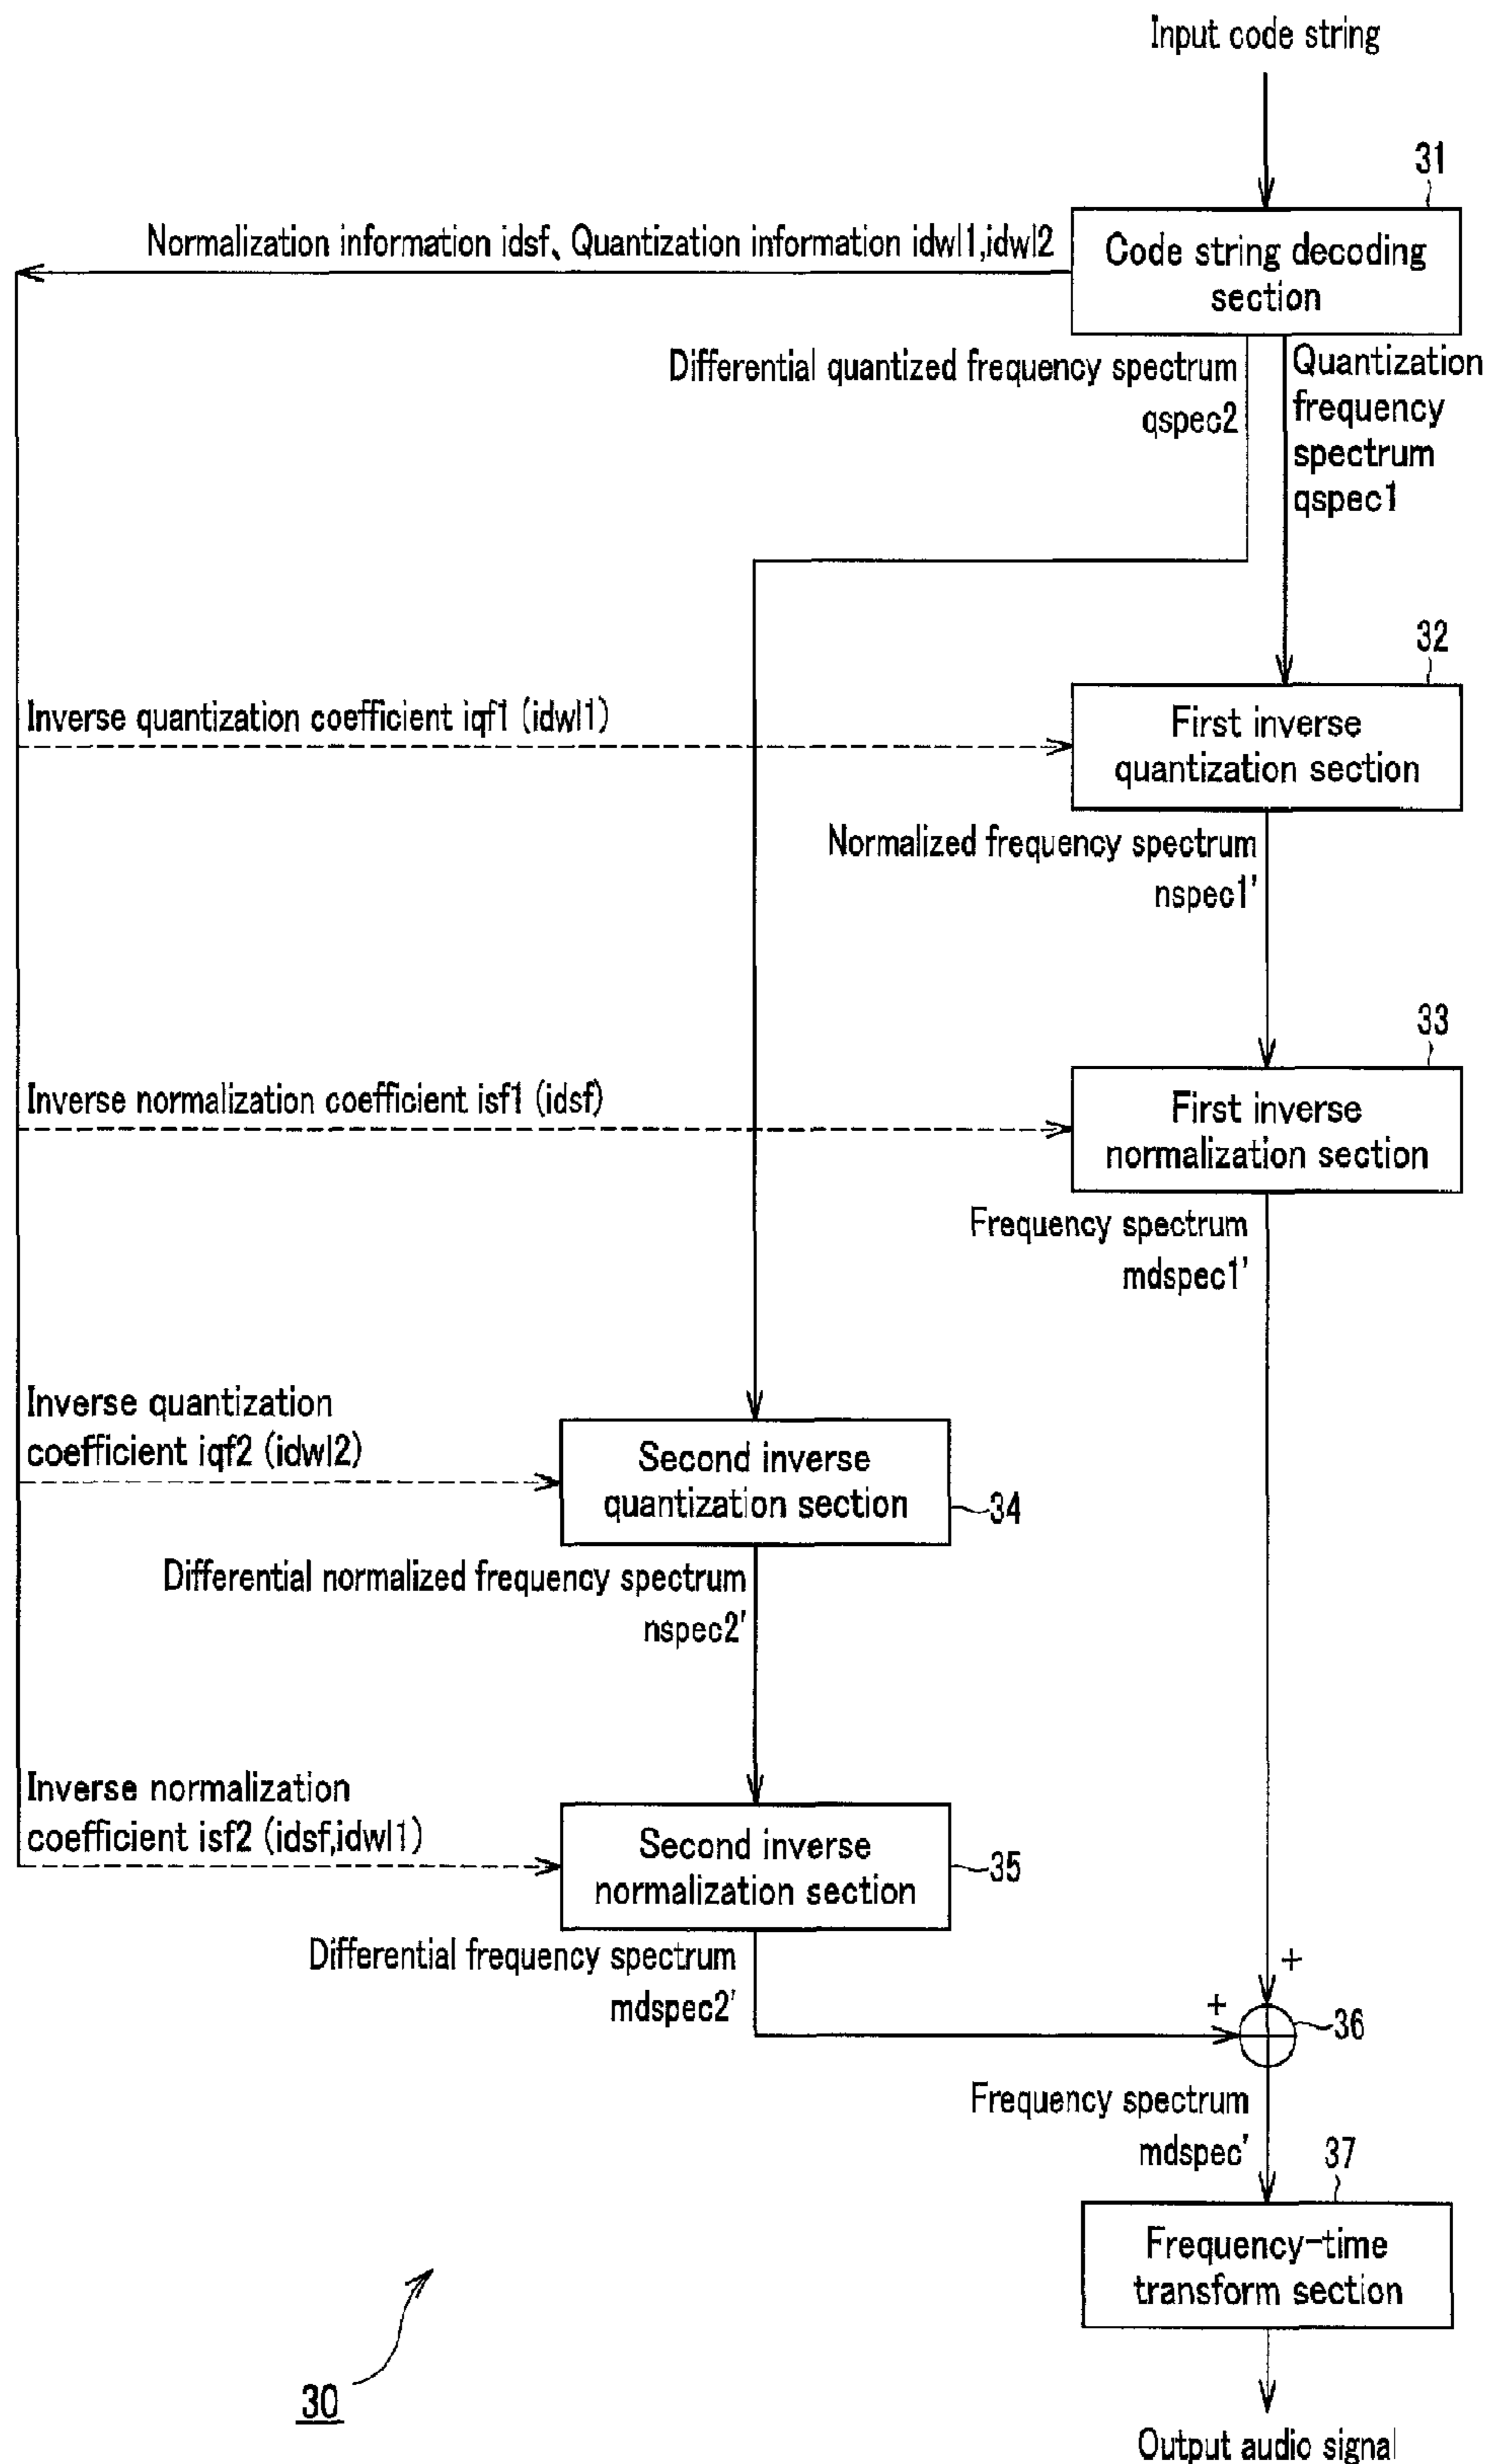 Input code string
31
Normalization information idsf、Quantization information idwl1,idwl2
Code string decoding
section
Differential quantized frequency spectrum
qspec2
Quantization
frequency
spectrum
qspec1
32
Inverse quantization coefficient iqf1 (idwl1)
First inverse
quantization section
Normalized frequency spectrum
nspec1'
33
Inverse normalization coefficient isf1 (idsf)
First inverse
normalization section
Frequency spectrum
mdspec1'
Inverse quantization
coefficient iqf2 (idwl2)
Second inverse
quantization section
34
Differential normalized frequency spectrum
nspec2'
Inverse normalization
coefficient isf2 (idsf,idwl1)
Second inverse
normalization section
35
Differential frequency spectrum
mdspec2'
+
+
36
Frequency spectrum
mdspec'
37
Frequency-time
transform section
30
Output audio signal